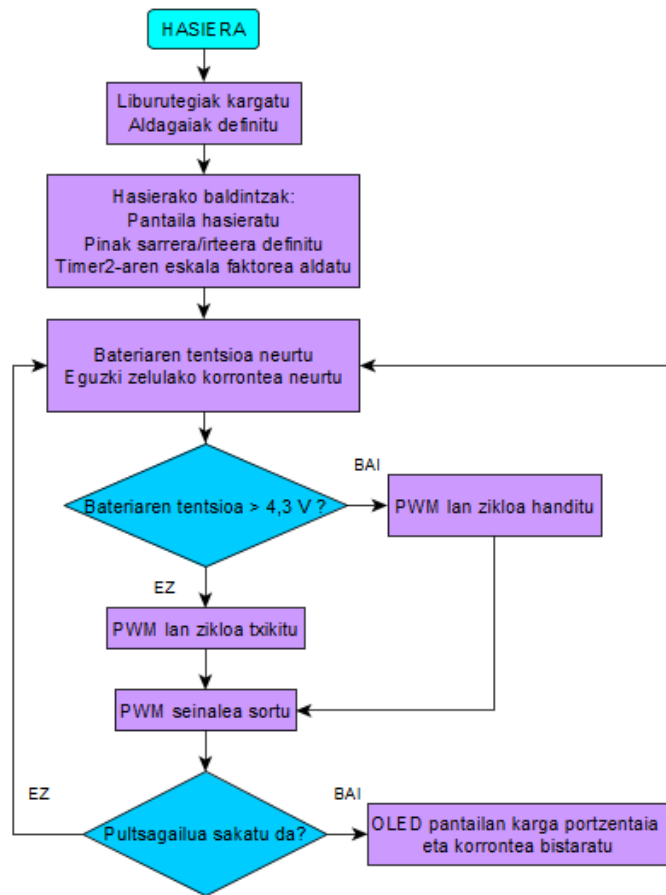 HASIERA
Liburutegiak kargatu
Aldagaiak definitu
Hasierako baldintzak:
Pantaila hasieratu
Pinak sarrera/irteera definitu
Timer2-aren eskala faktorea aldatu
Bateriaren tentsioa neurtu
Eguzki zelulako korrontea neurtu
Bateriaren tentsioa > 4,3 V ?
BAI
PWM lan zikloa handitu
EZ
PWM lan zikloa txikitu
PWM seinalea sortu
EZ
Pultsagailua sakatu da?
BAI
OLED pantailan karga portzentaia
eta korrontea bistaratu